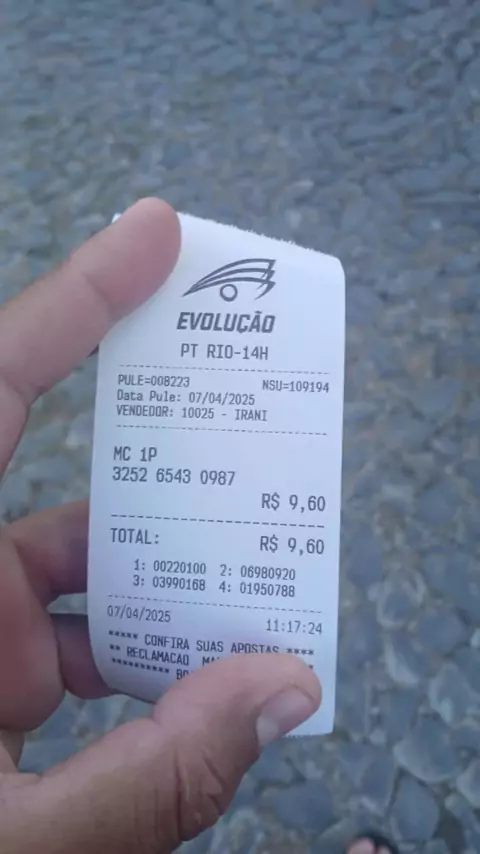 EVOLUÇÃO
PT RIO-14H
PULE=008223 NSU=109194
Data Pule: 07/04/2025
VENDEDOR: 10025 - IRANI
MC 1P
3252 6543 0987
R$ 9,60
TOTAL: R$ 9,60
1: 00220100 2: 06980920
3: 03990168 4: 01950788
07/04/2025 11:17:24
***** CONFIRA SUAS APOSTAS ****
** RECLAMACAO